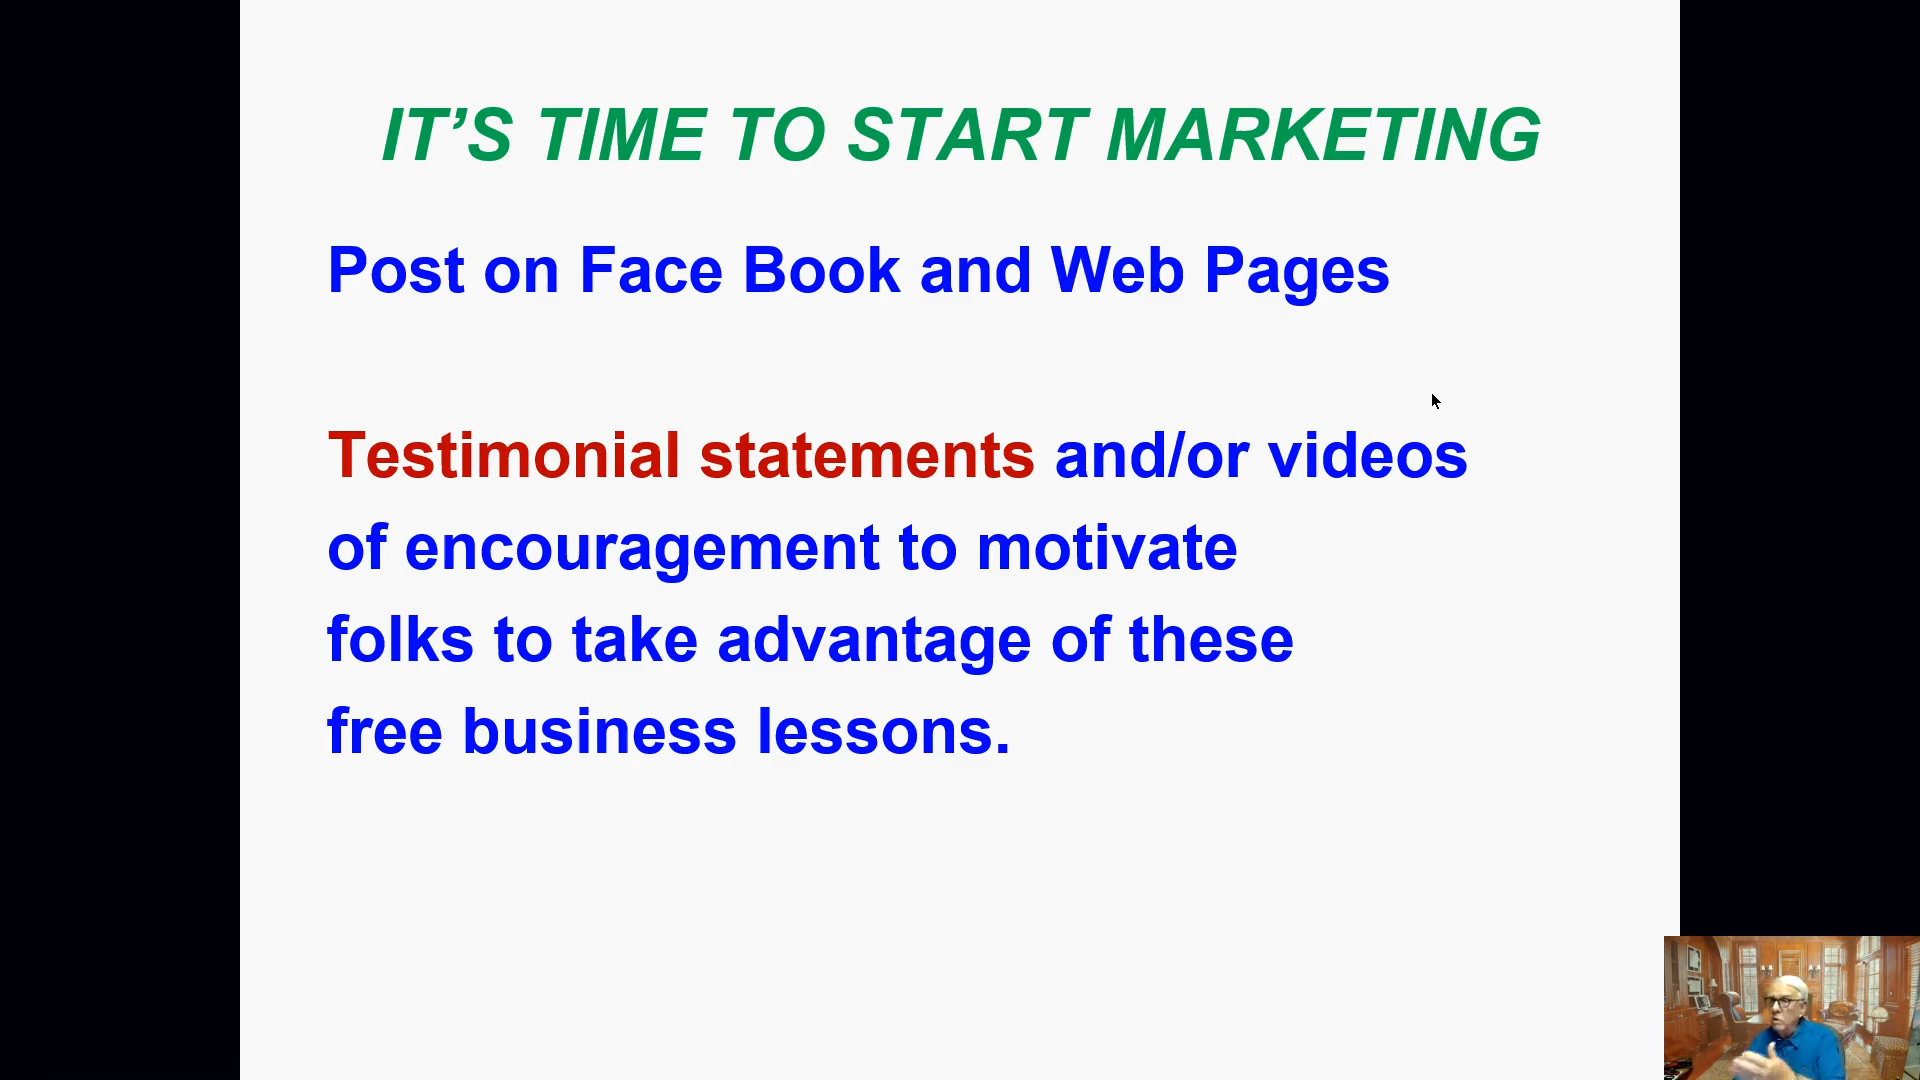 IT’S TIME TO START MARKETING
Post on Face Book and Web Pages
Testimonial statements and/or videos
of encouragement to motivate
folks to take advantage of these
free business lessons.